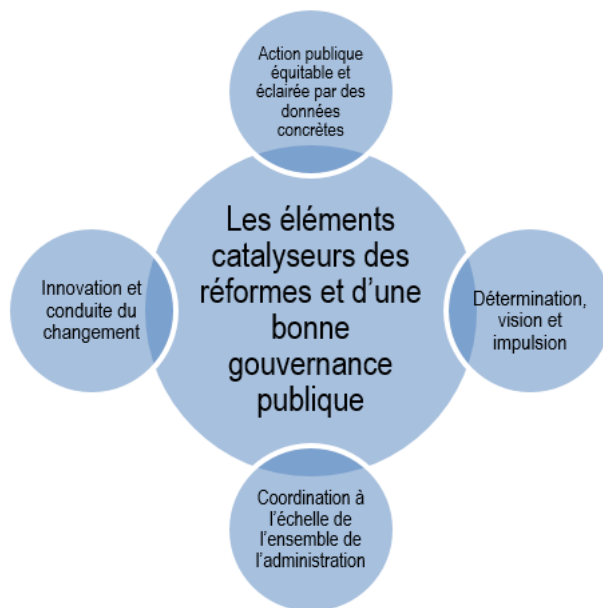 Action publique
équitable et
éclairée par des
données
concrètes
Les éléments
catalyseurs des
réformes et d’une
bonne
gouvernance
publique
Innovation et
conduite du
changement
Détermination,
vision et
impulsion
Coordination à
l’échelle de
l’ensemble de
l’administration